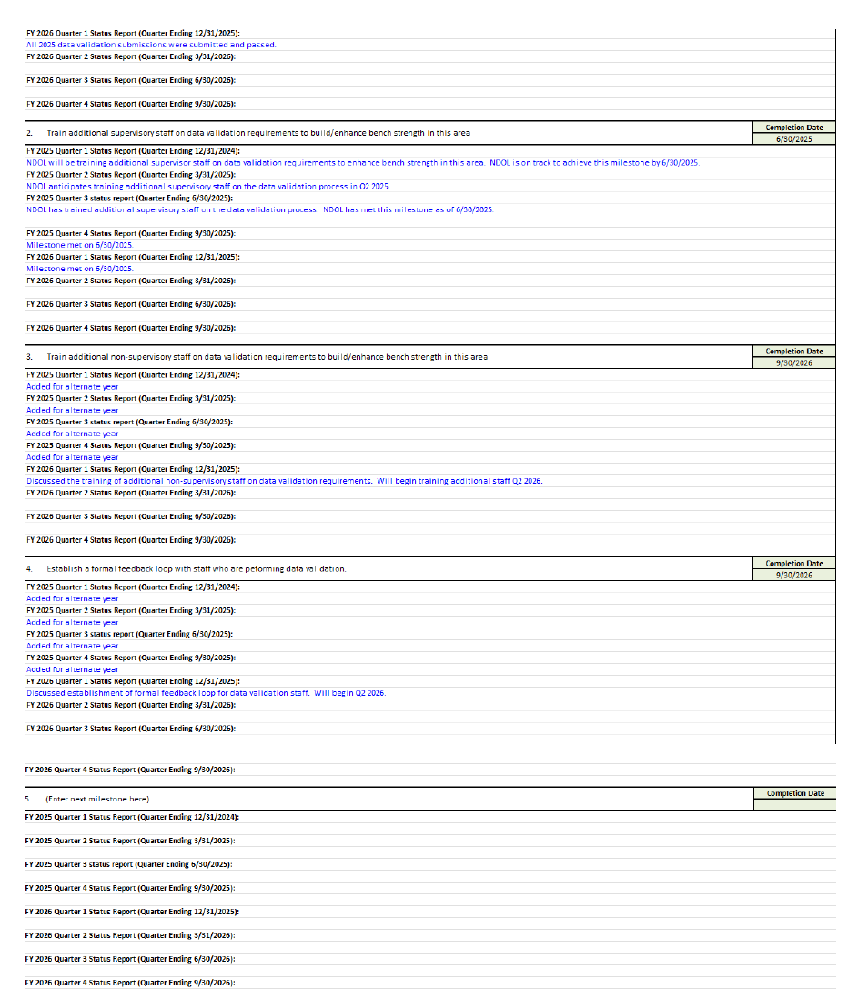 FY 2026 Quarter 1 Status Report (Quarter Ending 12/31/2025):
All 2025 data validation submissions were submitted and passed.
FY 2026 Quarter 2 Status Report (Quarter Ending 3/31/2026):
FY 2026 Quarter 3 Status Report (Quarter Ending 6/30/2026):
FY 2026 Quarter 4 Status Report (Quarter Ending 9/30/2026):
Completion Date
2. Train additional supervisory staff on data validation requirements to build/enhance bench strength in this area
6/30/2025
FY 2025 Quarter 1 Status Report (Quarter Ending 12/31/2024):
NDOL will be training additional supervisor staff on data validation requirements to enhance bench strength in this area. NDOL is on track to achieve this milestone by 6/30/2025.
FY 2025 Quarter 2 Status Report (Quarter Ending 3/31/2025):
NDOL anticipates training additional supervisory staff on the data validation process in Q2 2025.
FY 2025 Quarter 3 status report (Quarter Ending 6/30/2025):
NDOL has trained additional supervisory staff on the data validation process. NDOL has met this milestone as of 6/30/2025.
FY 2025 Quarter 4 Status Report (Quarter Ending 9/30/2025):
Milestone met on 6/30/2025.
FY 2026 Quarter 1 Status Report (Quarter Ending 12/31/2025):
Milestone met on 6/30/2025.
FY 2026 Quarter 2 Status Report (Quarter Ending 3/31/2026):
FY 2026 Quarter 3 Status Report (Quarter Ending 6/30/2026):
FY 2026 Quarter 4 Status Report (Quarter Ending 9/30/2026):
Completion Date
3. Train additional non-supervisory staff on data validation requirements to build/enhance bench strength in this area
9/30/2026
FY 2025 Quarter 1 Status Report (Quarter Ending 12/31/2024):
Added for alternate year
FY 2025 Quarter 2 Status Report (Quarter Ending 3/31/2025):
Added for alternate year
FY 2025 Quarter 3 status report (Quarter Ending 6/30/2025):
Added for alternate year
FY 2025 Quarter 4 Status Report (Quarter Ending 9/30/2025):
Added for alternate year
FY 2026 Quarter 1 Status Report (Quarter Ending 12/31/2025):
Discussed the training of additional non-supervisory staff on data validation requirements. Will begin training additional staff Q2 2026.
FY 2026 Quarter 2 Status Report (Quarter Ending 3/31/2026):
FY 2026 Quarter 3 Status Report (Quarter Ending 6/30/2026):
FY 2026 Quarter 4 Status Report (Quarter Ending 9/30/2026):
Completion Date
4. Establish a formal feedback loop with staff who are peforming data validation.
9/30/2026
FY 2025 Quarter 1 Status Report (Quarter Ending 12/31/2024):
Added for alternate year
FY 2025 Quarter 2 Status Report (Quarter Ending 3/31/2025):
Added for alternate year
FY 2025 Quarter 3 status report (Quarter Ending 6/30/2025):
Added for alternate year
FY 2025 Quarter 4 Status Report (Quarter Ending 9/30/2025):
Added for alternate year
FY 2026 Quarter 1 Status Report (Quarter Ending 12/31/2025):
Discussed establishment of formal feedback loop for data validation staff. Will begin Q2 2026.
FY 2026 Quarter 2 Status Report (Quarter Ending 3/31/2026):
FY 2026 Quarter 3 Status Report (Quarter Ending 6/30/2026):
FY 2026 Quarter 4 Status Report (Quarter Ending 9/30/2026):
Completion Date
5. (Enter next milestone here)
FY 2025 Quarter 1 Status Report (Quarter Ending 12/31/2024):
FY 2025 Quarter 2 Status Report (Quarter Ending 3/31/2025):
FY 2025 Quarter 3 status report (Quarter Ending 6/30/2025):
FY 2025 Quarter 4 Status Report (Quarter Ending 9/30/2025):
FY 2026 Quarter 1 Status Report (Quarter Ending 12/31/2025):
FY 2026 Quarter 2 Status Report (Quarter Ending 3/31/2026):
FY 2026 Quarter 3 Status Report (Quarter Ending 6/30/2026):
FY 2026 Quarter 4 Status Report (Quarter Ending 9/30/2026):